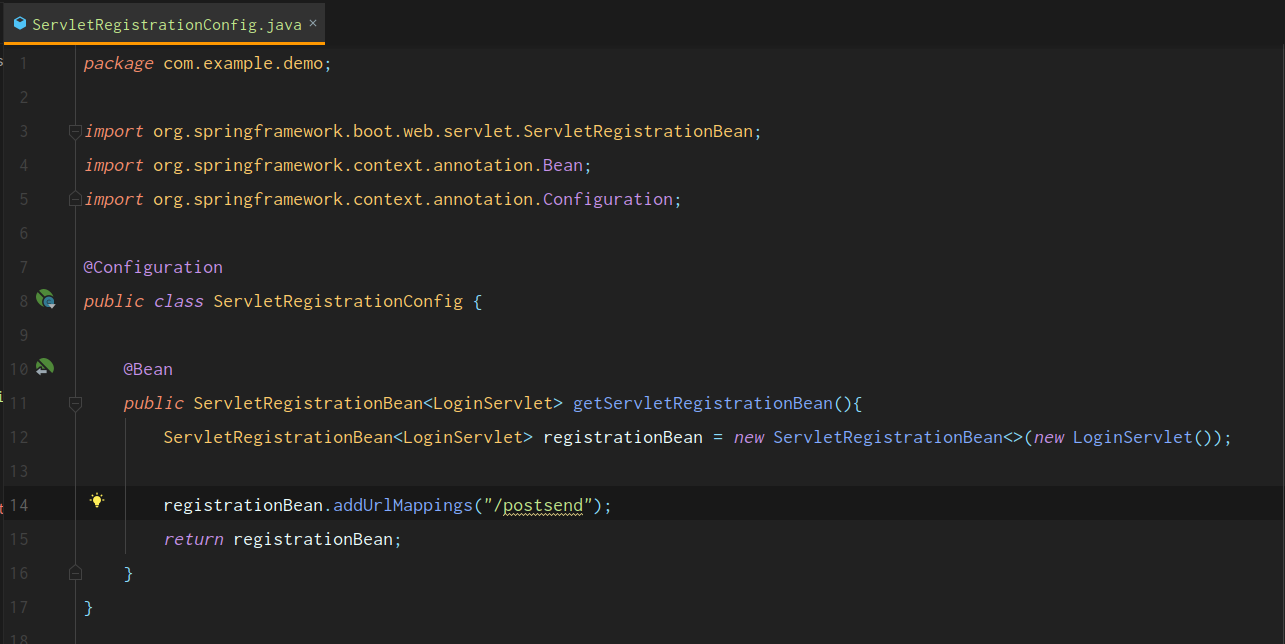 ServletRegistrationConfig.java ×
1 package com.example.demo;
2
3 import org.springframework.boot.web.servlet.ServletRegistrationBean;
4 import org.springframework.context.annotation.Bean;
5 import org.springframework.context.annotation.Configuration;
6
7 @Configuration
8 public class ServletRegistrationConfig {
9
10 @Bean
11 public ServletRegistrationBean<LoginServlet> getServletRegistrationBean(){
12 ServletRegistrationBean<LoginServlet> registrationBean = new ServletRegistrationBean<>(new LoginServlet());
13
14 registrationBean.addUrlMappings("/postsend");
15 return registrationBean;
16 }
17 }
18